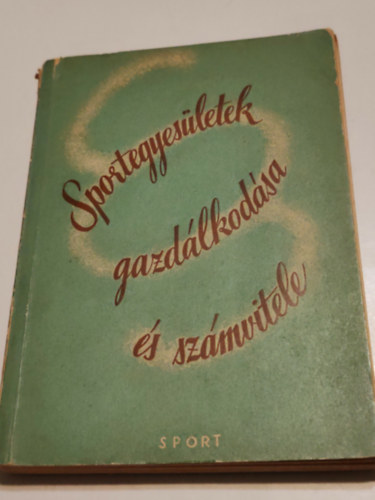 Sportegyesületek
gazdálkodása
és számvitele
SPORT